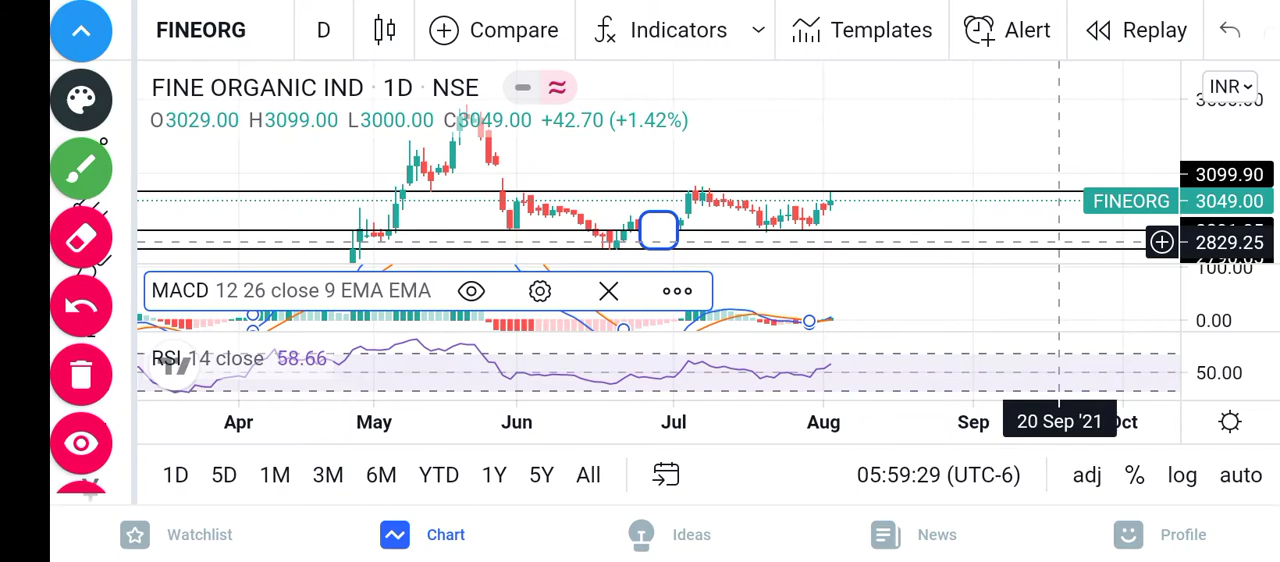 FINEORG D Compare Indicators Templates Alert Replay
FINE ORGANIC IND · 1D · NSE
INR
O3029.00 H3099.00 L3000.00 C3049.00 +42.70 (+1.42%)
3099.90
FINEORG 3049.00
2829.25
100.00
MACD 12 26 close 9 EMA EMA
0.00
RSI 14 close 58.66
50.00
Apr May Jun Jul Aug Sep 20 Sep '21 Oct
1D 5D 1M 3M 6M YTD 1Y 5Y All 05:59:29 (UTC-6) adj % log auto
Watchlist Chart Ideas News Profile